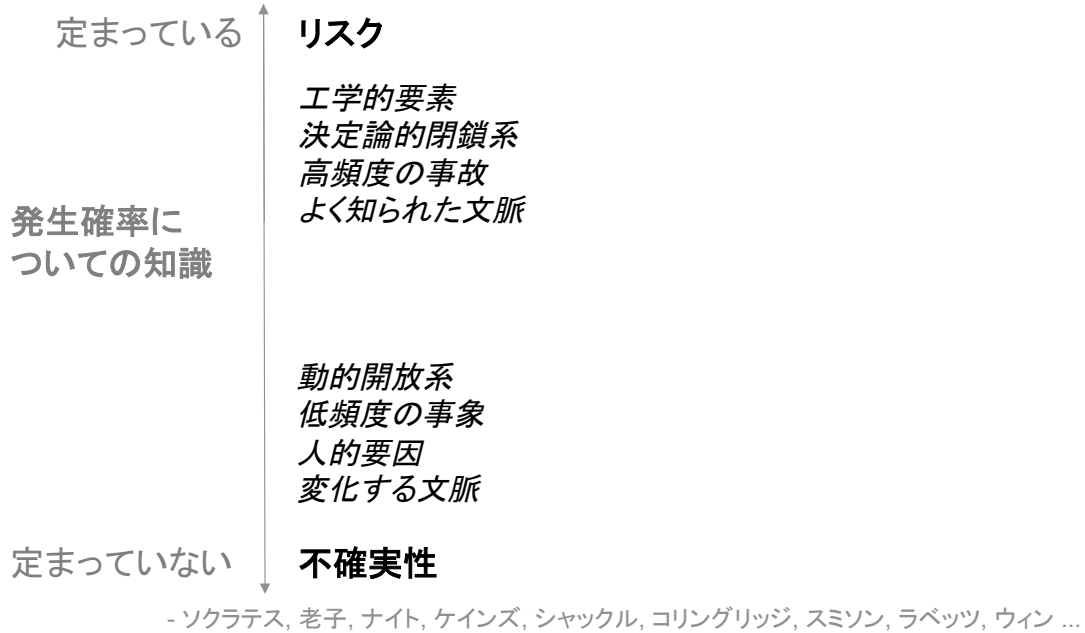 定まっている
リスク
工学的要素
決定論的閉鎖系
高頻度の事故
よく知られた文脈
発生確率に
ついての知識
動的開放系
低頻度の事象
人的要因
変化する文脈
定まっていない
不確実性
- ソクラテス, 老子, ナイト, ケインズ, シャックル, コリングリッジ, スミソン, ラベッツ, ウィン ...